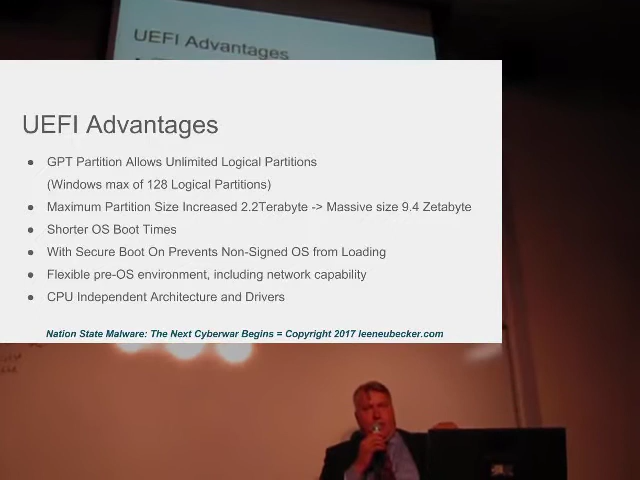 UEFI Advantages
UEFI Advantages
● GPT Partition Allows Unlimited Logical Partitions
(Windows max of 128 Logical Partitions)
● Maximum Partition Size Increased 2.2Terabyte -> Massive size 9.4 Zetabyte
● Shorter OS Boot Times
● With Secure Boot On Prevents Non-Signed OS from Loading
● Flexible pre-OS environment, including network capability
● CPU Independent Architecture and Drivers
Nation State Malware: The Next Cyberwar Begins = Copyright 2017 leeneubecker.com